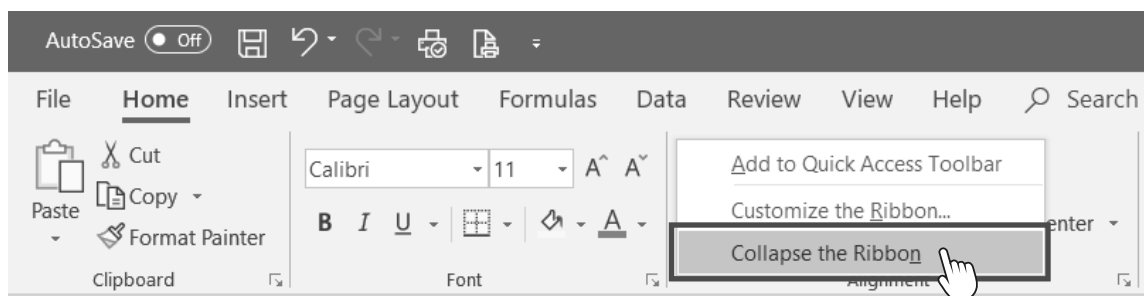 AutoSave Off
File Home Insert Page Layout Formulas Data Review View Help Search
Cut
Copy
Paste
Format Painter
Clipboard
Calibri 11 A A
B I U A
Font
Add to Quick Access Toolbar
Customize the Ribbon...
Collapse the Ribbon
enter
Alignment